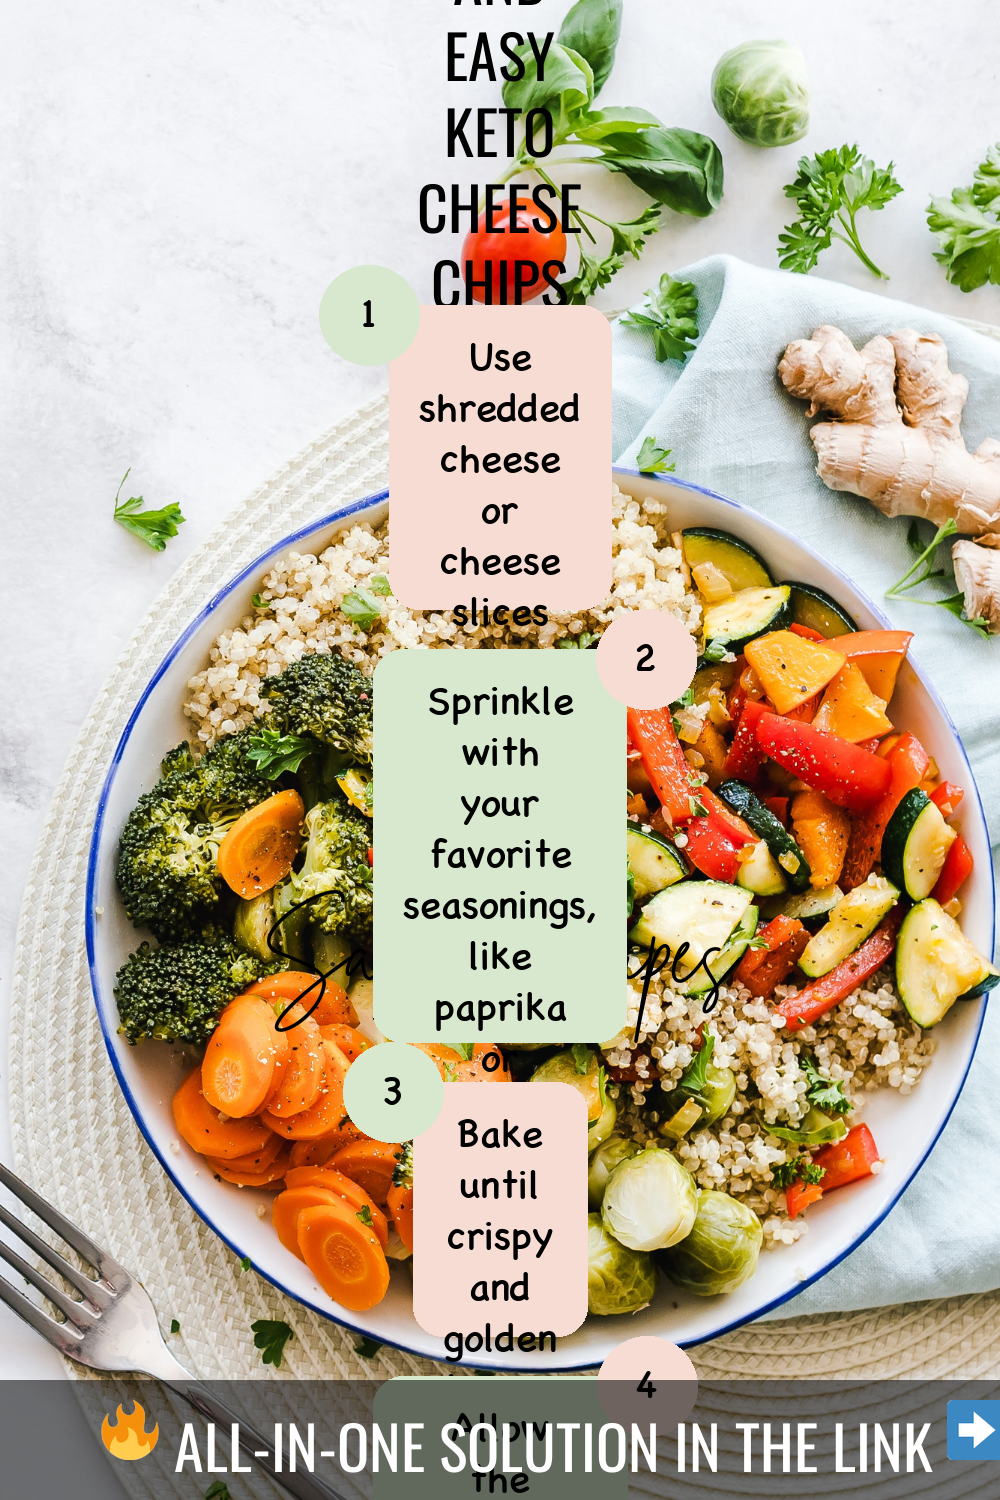 AND
EASY
KETO
CHEESE
CHIPS
1
Use
shredded
cheese
or
cheese
slices
2
Sprinkle
with
your
favorite
seasonings,
like
paprika
or
3
Bake
until
crispy
and
golden
4
Allow
the
ALL-IN-ONE SOLUTION IN THE LINK